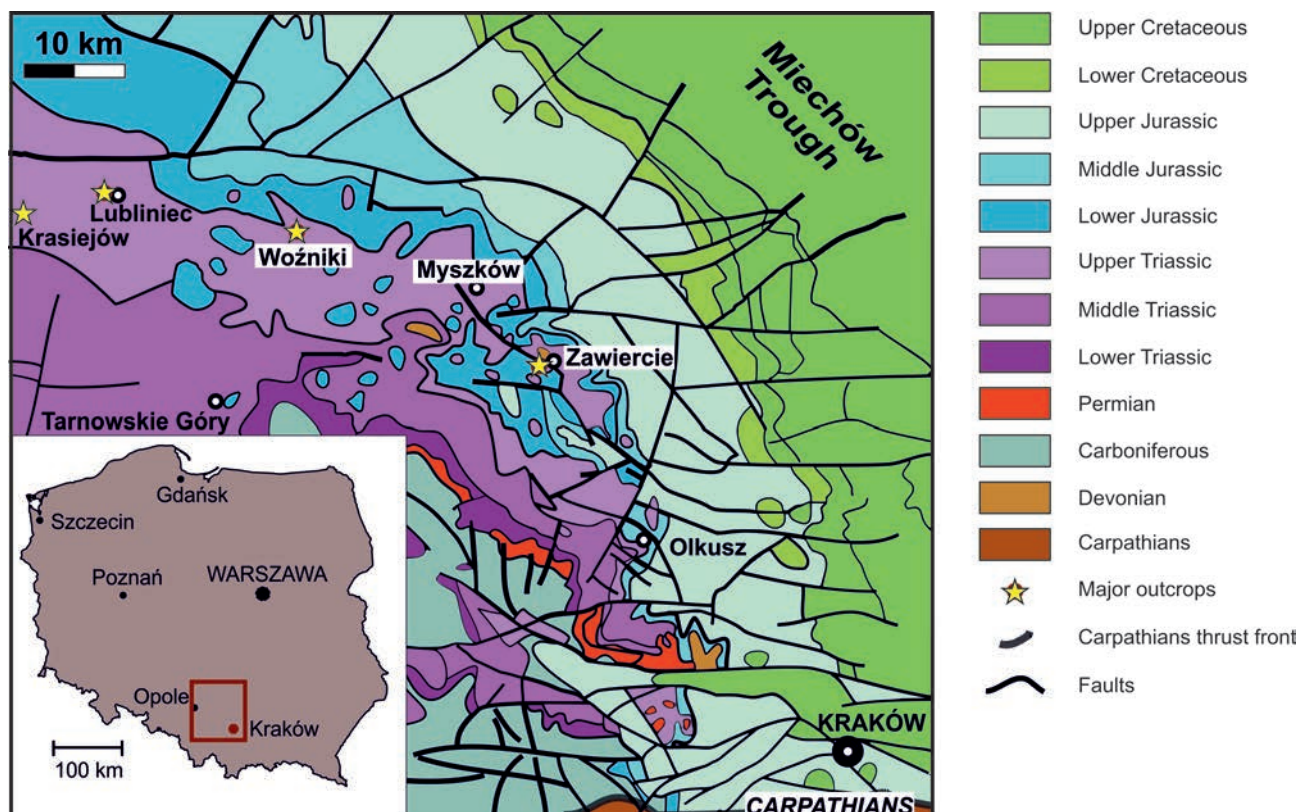 10 km
Miechów
Trough
Lubliniec
Krasiejów
Woźniki
Myszków
Zawiercie
Tarnowskie Góry
Olkusz
KRAKÓW
CARPATHIANS
Gdańsk
Szczecin
Poznań
WARSZAWA
Opole
Kraków
100 km
Upper Cretaceous
Lower Cretaceous
Upper Jurassic
Middle Jurassic
Lower Jurassic
Upper Triassic
Middle Triassic
Lower Triassic
Permian
Carboniferous
Devonian
Carpathians
Major outcrops
Carpathians thrust front
Faults